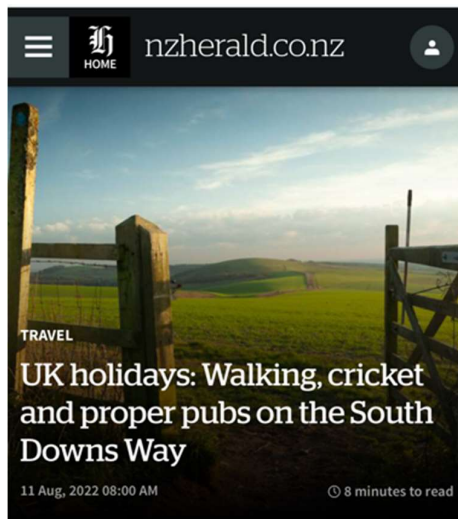 HOME
nzherald.co.nz
TRAVEL
UK holidays: Walking, cricket
and proper pubs on the South
Downs Way
11 Aug, 2022 08:00 AM
8 minutes to read